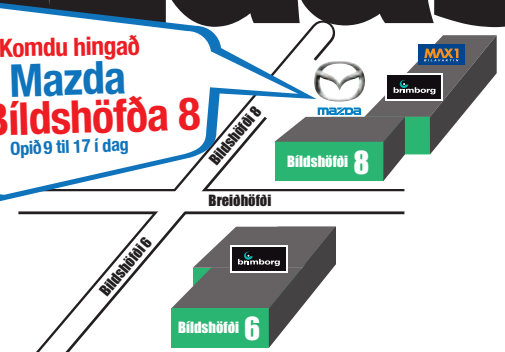 Komdu hingað
Mazda
Bíldshöfða 8
Opið 9 til 17 í dag
MAX1
BÍLAVAKTIN
brimborg
mazda
Bíldshöfði 8
Bíldshöfði 8
Breiðhöfði
Bíldshöfði 6
brimborg
Bíldshöfði 6